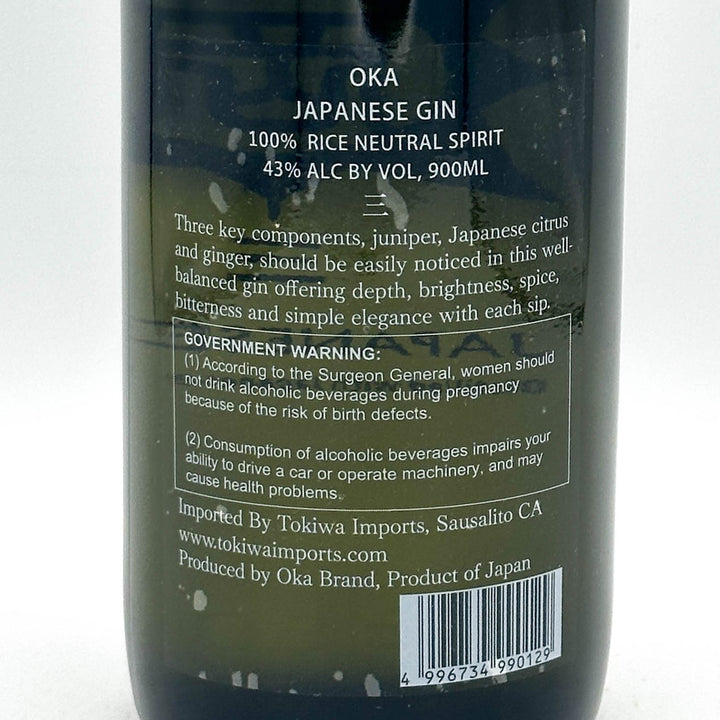 OKA
JAPANESE GIN
100% RICE NEUTRAL SPIRIT
43% ALC BY VOL, 900ML
三
Three key components, juniper, Japanese citrus
and ginger, should be easily noticed in this well-
balanced gin offering depth, brightness, spice,
bitterness and simple elegance with each sip.
GOVERNMENT WARNING:
(1) According to the Surgeon General, women should
not drink alcoholic beverages during pregnancy
because of the risk of birth defects.
(2) Consumption of alcoholic beverages impairs your
ability to drive a car or operate machinery, and may
cause health problems.
Imported By Tokiwa Imports, Sausalito CA
www.tokiwaimports.com
Produced by Oka Brand, Product of Japan
4 996734 990129